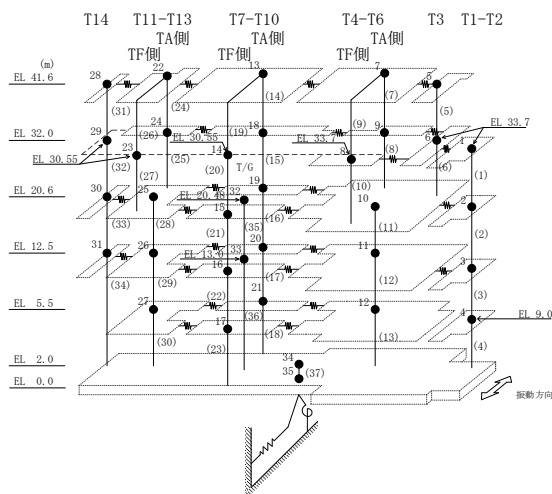 T14 T11-T13 T7-T10 T4-T6 T3 T1-T2
TA側 TA側 TA側
TF側 TF側 TF側
(m)
EL 41.6 28 22 13 7 5
(31) (24) (14) (7) (5)
EL 32.0 29 (26) 24 EL 30.55 (19) 18 (9) 9 EL 33.7 6 EL 33.7
EL 30.55 (32) 23 (25) 14 (15) 8 (8) (6) (1)
(27) (20) T/G (10)
EL 20.6 30 25 EL 20.48 32 19 10 2
(33) (28) 15 (35) (16) (11) (2)
(21)
EL 12.5 31 26 EL 13.0 33 20 11 3
(34) (29) 16 (17) (12) (3)
EL 5.5 27 (22) 21 12 4 EL 9.0
(30) 17 (36) (18) (13) (4)
(23)
EL 2.0 34
EL 0.0 35 (37)
振動方向